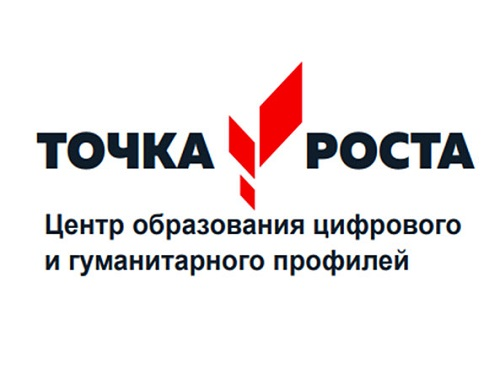 ТОЧКА РОСТА
Центр образования цифрового
и гуманитарного профилей